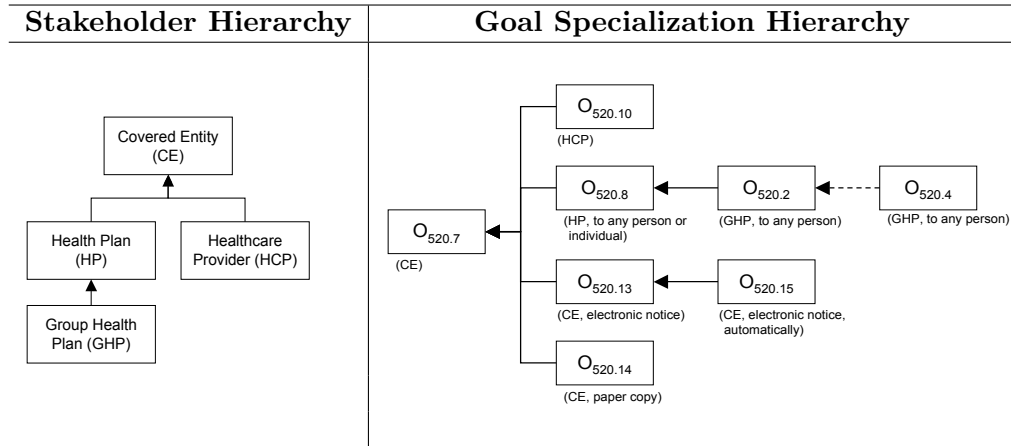 Stakeholder Hierarchy
Goal Specialization Hierarchy
Covered Entity
(CE)
Health Plan
(HP)
Healthcare
Provider (HCP)
Group Health
Plan (GHP)
O520.10
(HCP)
O520.8
(HP, to any person or
individual)
O520.2
(GHP, to any person)
O520.4
(GHP, to any person)
O520.7
(CE)
O520.13
(CE, electronic notice)
O520.15
(CE, electronic notice,
automatically)
O520.14
(CE, paper copy)